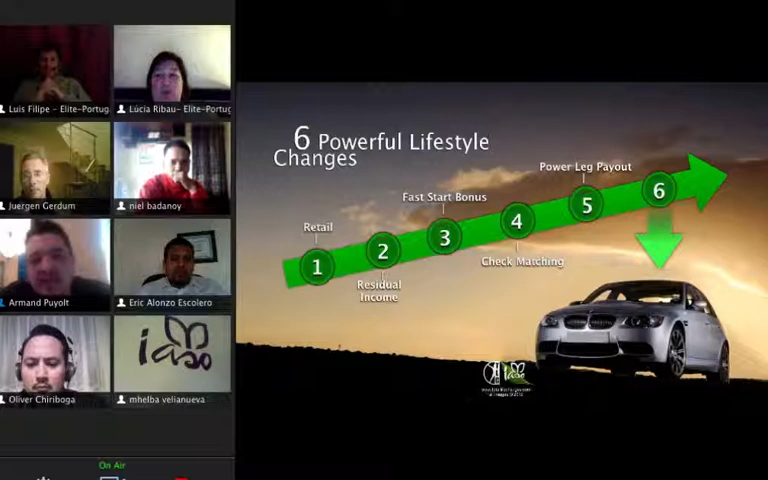 Luis Filipe - Elite-Portug
Lúcia Ribau- Elite-Portug
Juergen Gerdum
niel badanoy
Armand Puyolt
Eric Alonzo Escolero
iaso
Oliver Chiriboga
mhelba velianueva
On Air
6 Powerful Lifestyle
Changes
Power Leg Payout
Fast Start Bonus
Retail
1
2
3
4
5
6
Check Matching
Residual
Income
iaso